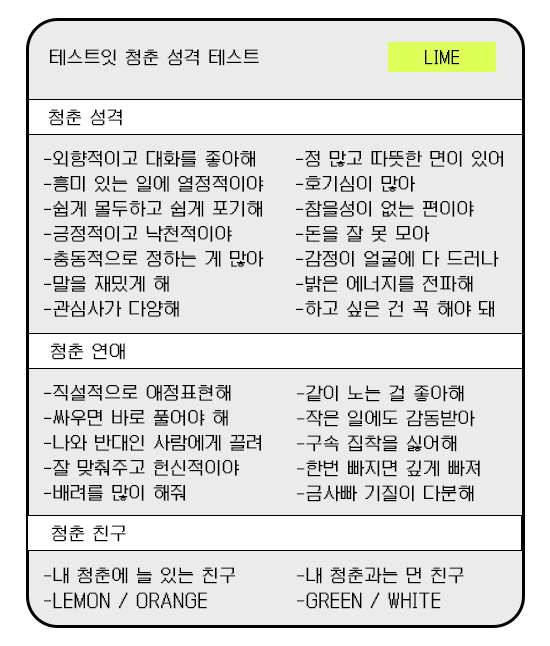 테스트잇 청춘 성격 테스트
LIME
청춘 성격
-외향적이고 대화를 좋아해
-정 많고 따뜻한 면이 있어
-흥미 있는 일에 열정적이야
-호기심이 많아
-쉽게 몰두하고 쉽게 포기해
-참을성이 없는 편이야
-긍정적이고 낙천적이야
-돈을 잘 못 모아
-충동적으로 정하는 게 많아
-감정이 얼굴에 다 드러나
-말을 재밌게 해
-밝은 에너지를 전파해
-관심사가 다양해
-하고 싶은 건 꼭 해야 돼
청춘 연애
-직설적으로 애정표현해
-같이 노는 걸 좋아해
-싸우면 바로 풀어야 해
-작은 일에도 감동받아
-나와 반대인 사람에게 끌려
-구속 집착을 싫어해
-잘 맞춰주고 헌신적이야
-한번 빠지면 깊게 빠져
-배려를 많이 해줘
-금사빠 기질이 다분해
청춘 친구
-내 청춘에 늘 있는 친구
-내 청춘과는 먼 친구
-LEMON / ORANGE
-GREEN / WHITE